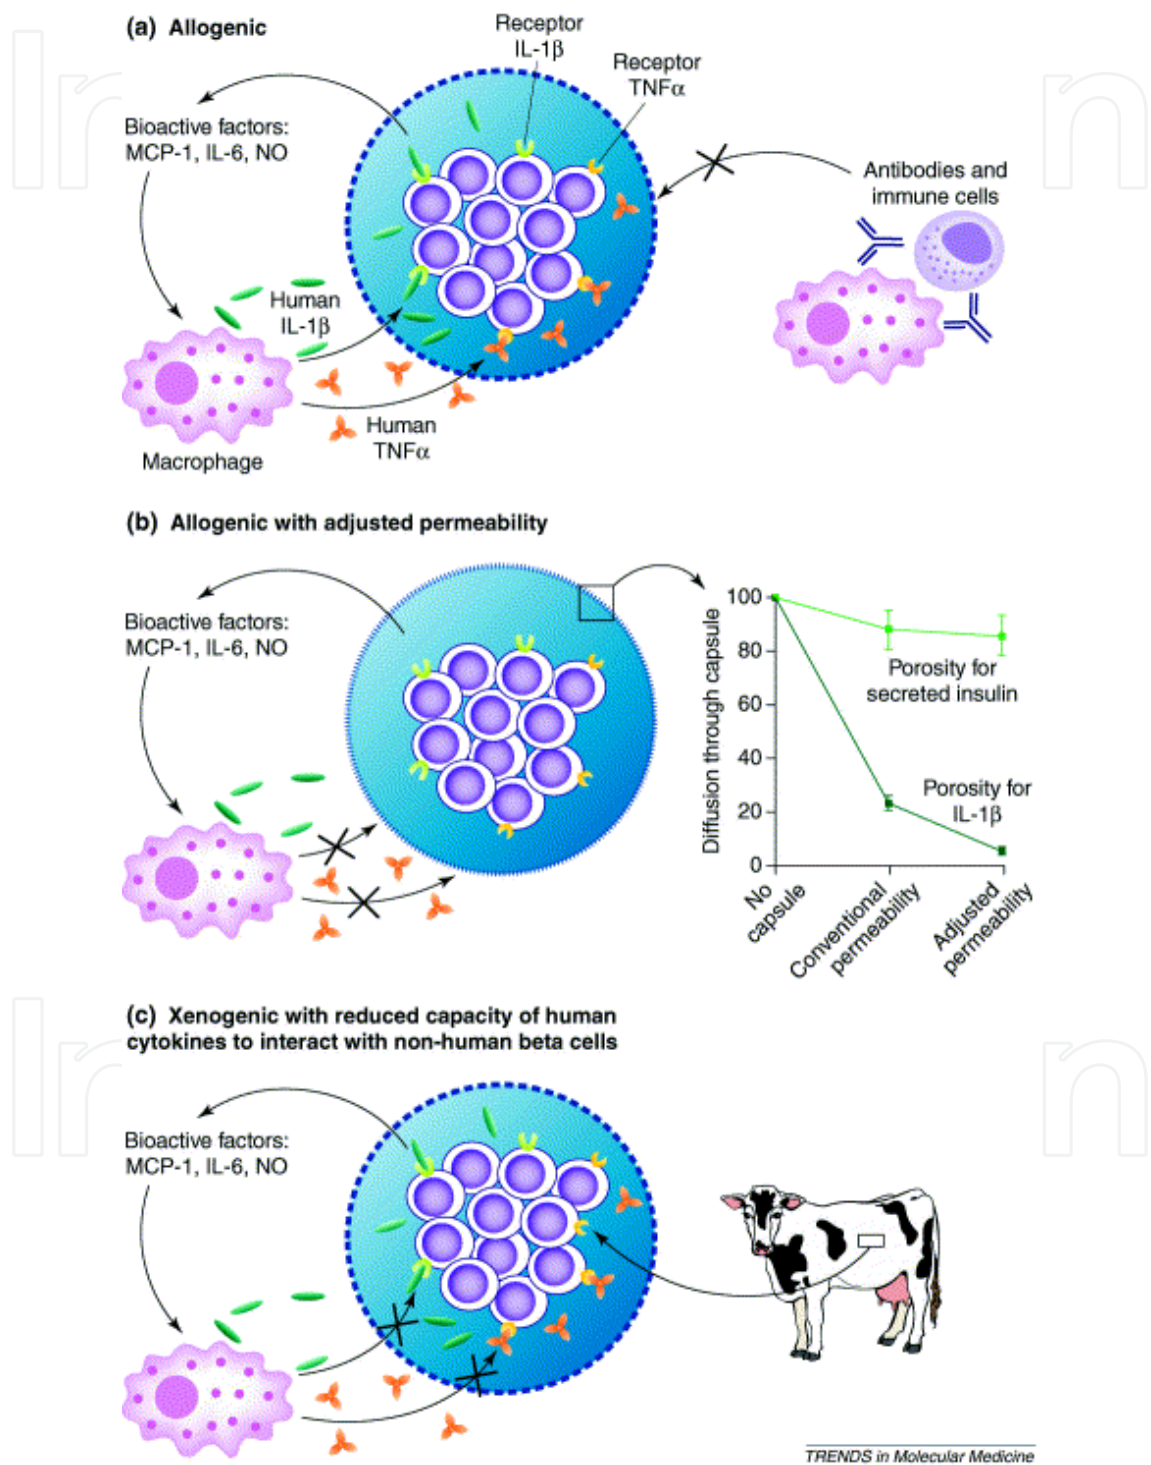 (a) Allogenic
Receptor
IL-1β
Receptor
TNFα
Bioactive factors:
MCP-1, IL-6, NO
Antibodies and
immune cells
Human
IL-1β
Human
TNFα
Macrophage
(b) Allogenic with adjusted permeability
Bioactive factors:
MCP-1, IL-6, NO
Diffusion through capsule
100
80
60
40
20
0
Porosity for
secreted insulin
Porosity for
IL-1β
No
capsule
Conventional
permeability
Adjusted
permeability
(c) Xenogenic with reduced capacity of human
cytokines to interact with non-human beta cells
Bioactive factors:
MCP-1, IL-6, NO
TRENDS in Molecular Medicine